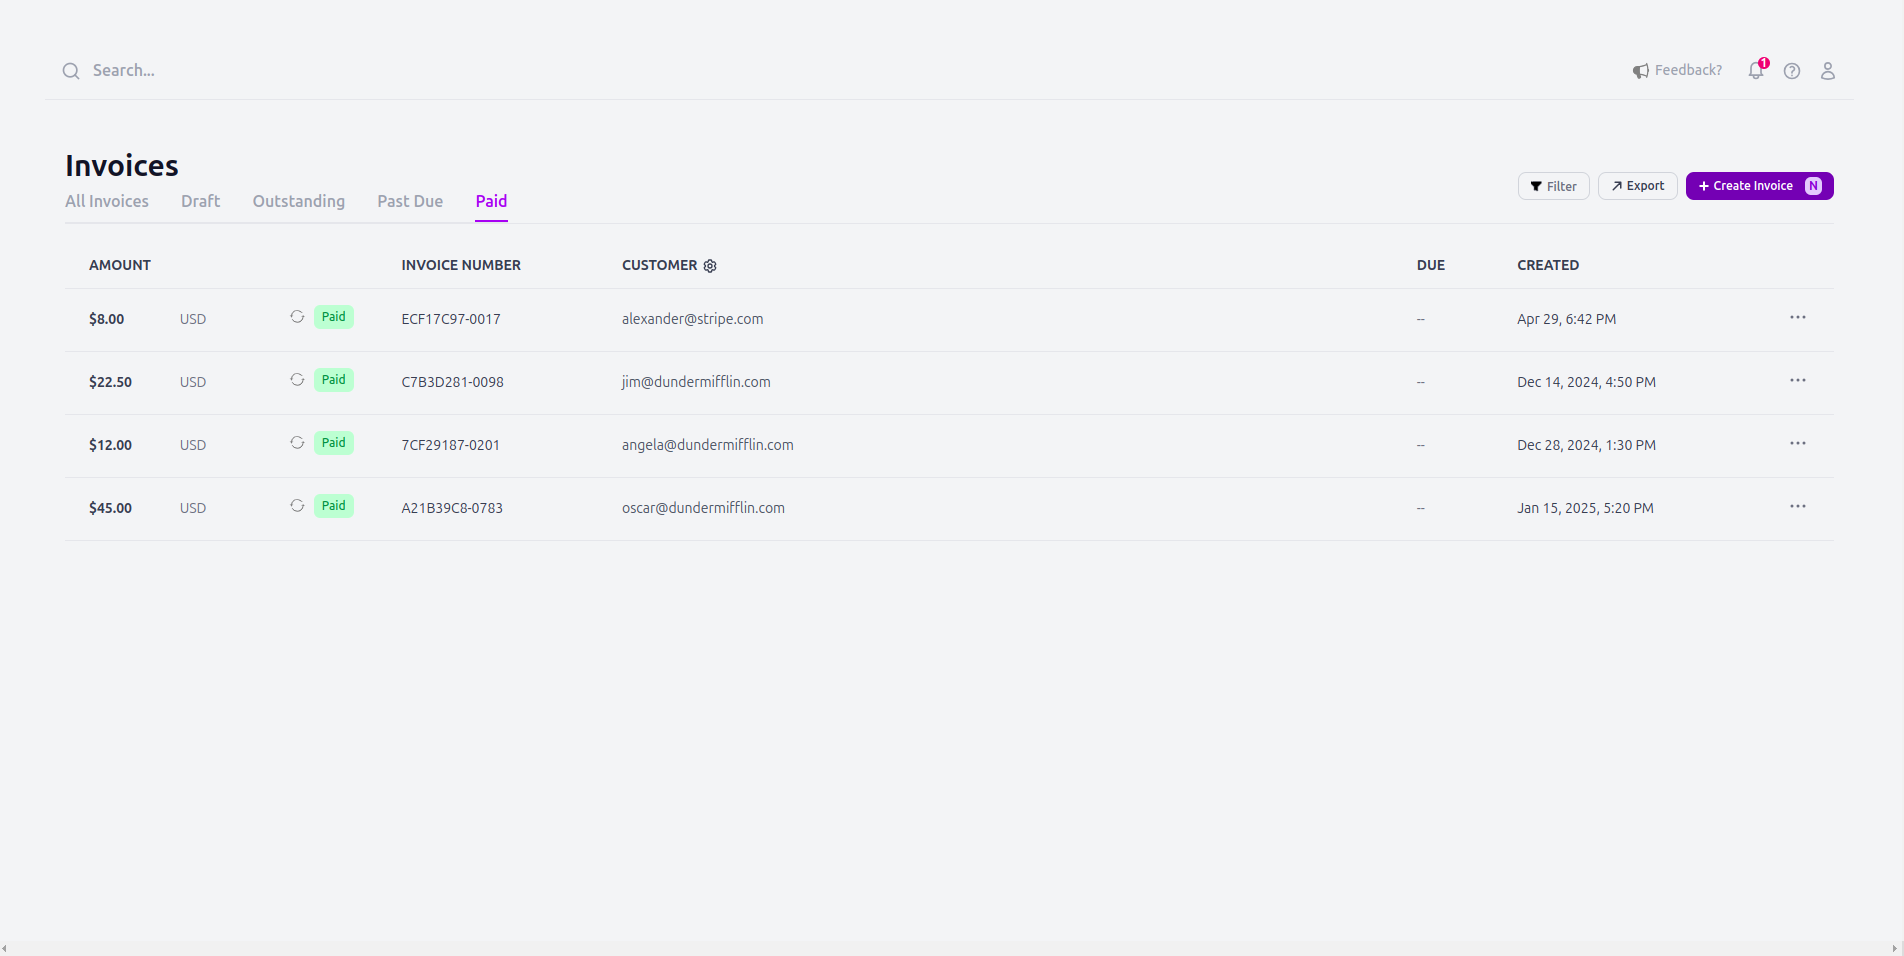 Search...
Feedback?
1
Invoices
All Invoices Draft Outstanding Past Due Paid
Filter Export + Create Invoice N
AMOUNT INVOICE NUMBER CUSTOMER DUE CREATED
$8.00 USD Paid ECF17C97-0017 alexander@stripe.com -- Apr 29, 6:42 PM ...
$22.50 USD Paid C7B3D281-0098 jim@dundermifflin.com -- Dec 14, 2024, 4:50 PM ...
$12.00 USD Paid 7CF29187-0201 angela@dundermifflin.com -- Dec 28, 2024, 1:30 PM ...
$45.00 USD Paid A21B39C8-0783 oscar@dundermifflin.com -- Jan 15, 2025, 5:20 PM ...